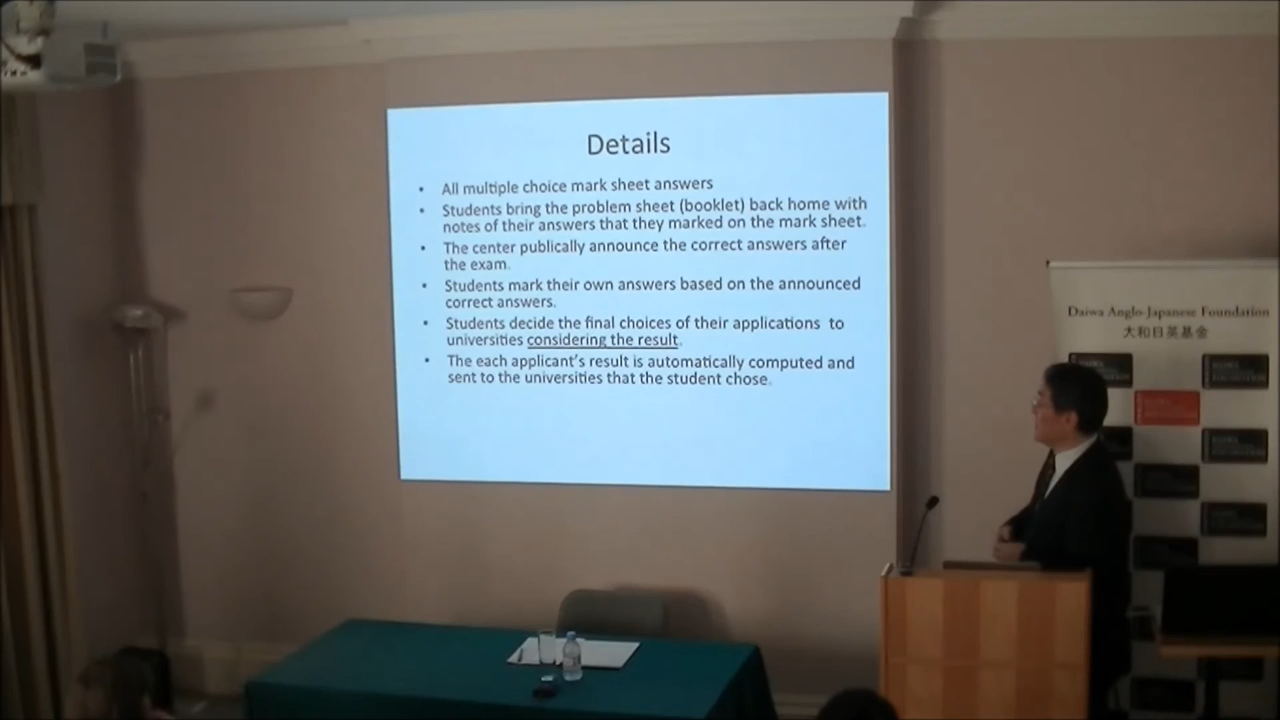 Details
• All multiple choice mark sheet answers
• Students bring the problem sheet (booklet) back home with
notes of their answers that they marked on the mark sheet.
• The center publically announce the correct answers after
the exam.
• Students mark their own answers based on the announced
correct answers.
• Students decide the final choices of their applications to
universities considering the result.
• The each applicant's result is automatically computed and
sent to the universities that the student chose.
Daiwa Anglo-Japanese Foundation
大和日英基金